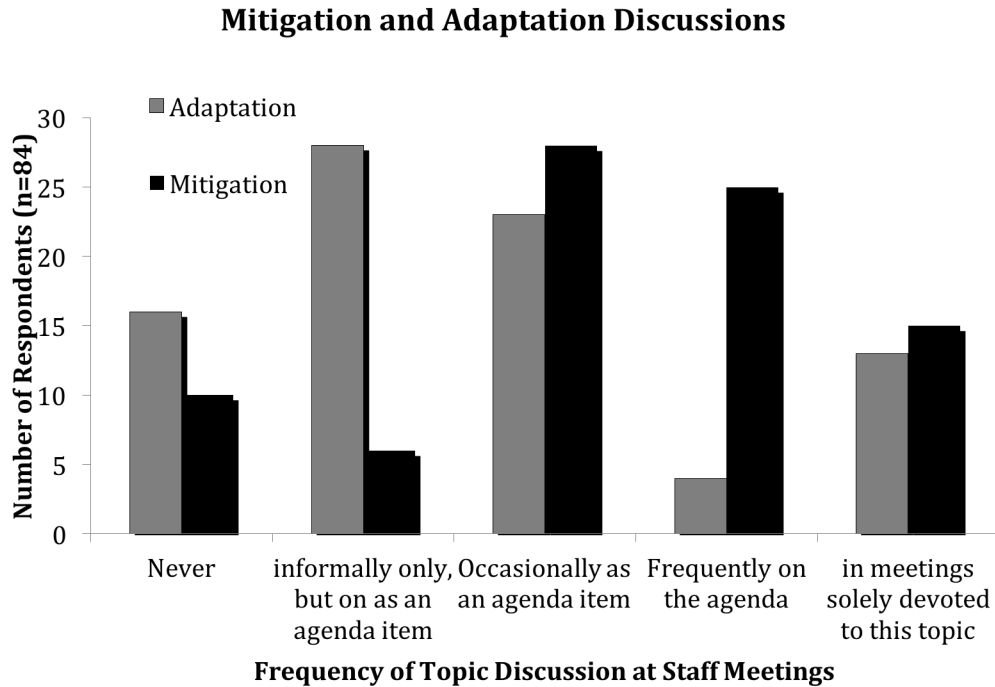 Mitigation and Adaptation Discussions
Adaptation
Mitigation
Number of Respondents (n=84)
30
25
20
15
10
5
0
Never
informally only,
but on as an
agenda item
Occasionally as
an agenda item
Frequently on
the agenda
in meetings
solely devoted
to this topic
Frequency of Topic Discussion at Staff Meetings